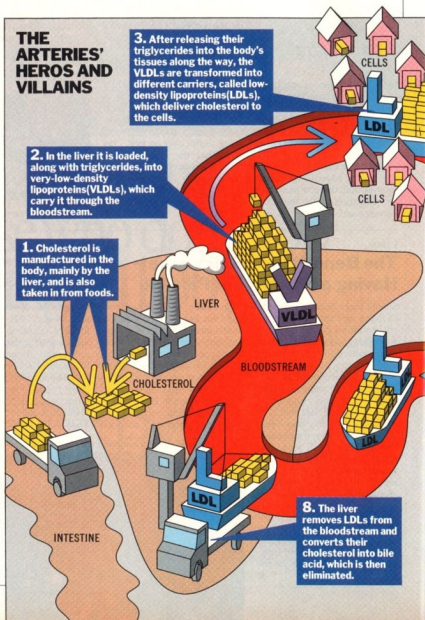 THE
ARTERIES'
HEROS AND
VILLAINS
3. After releasing their
triglycerides into the body's
tissues along the way, the
VLDLs are transformed into
different carriers, called low-
density lipoproteins(LDLs),
which deliver cholesterol to
the cells.
CELLS
LDL
CELLS
2. In the liver it is loaded,
along with triglycerides, into
very-low-density
lipoproteins(VLDLs), which
carry it through the
bloodstream.
1. Cholesterol is
manufactured in the
body, mainly by the
liver, and is also
taken in from foods.
LIVER
VLDL
BLOODSTREAM
CHOLESTEROL
LDL
LDL
INTESTINE
8. The liver
removes LDLs from
the bloodstream and
converts their
cholesterol into bile
acid, which is then
eliminated.